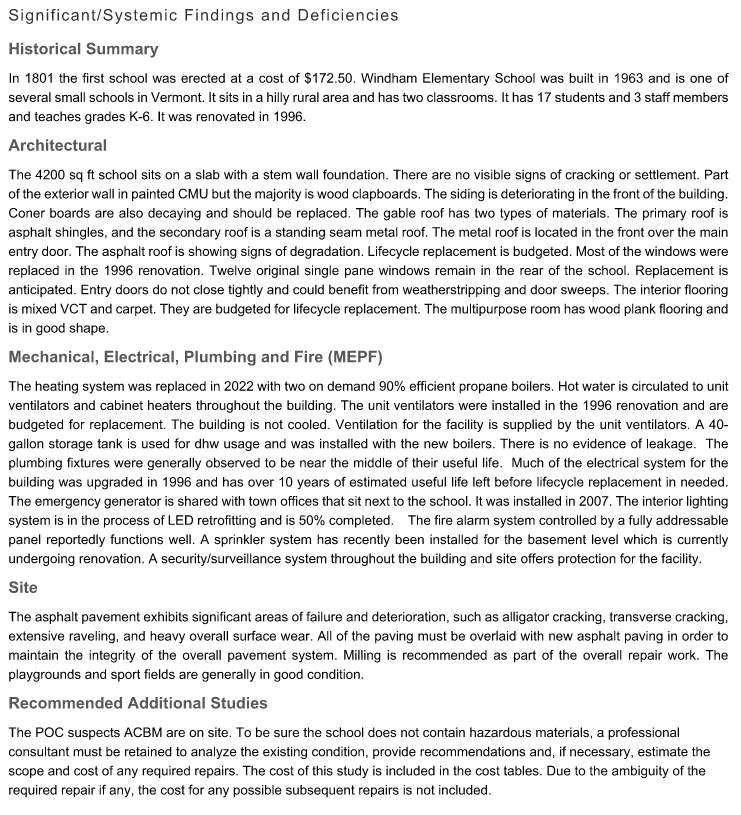 Significant/Systemic Findings and Deficiencies
Historical Summary
In 1801 the first school was erected at a cost of $172.50. Windham Elementary School was built in 1963 and is one of
several small schools in Vermont. It sits in a hilly rural area and has two classrooms. It has 17 students and 3 staff members
and teaches grades K-6. It was renovated in 1996.
Architectural
The 4200 sq ft school sits on a slab with a stem wall foundation. There are no visible signs of cracking or settlement. Part
of the exterior wall in painted CMU but the majority is wood clapboards. The siding is deteriorating in the front of the building.
Coner boards are also decaying and should be replaced. The gable roof has two types of materials. The primary roof is
asphalt shingles, and the secondary roof is a standing seam metal roof. The metal roof is located in the front over the main
entry door. The asphalt roof is showing signs of degradation. Lifecycle replacement is budgeted. Most of the windows were
replaced in the 1996 renovation. Twelve original single pane windows remain in the rear of the school. Replacement is
anticipated. Entry doors do not close tightly and could benefit from weatherstripping and door sweeps. The interior flooring
is mixed VCT and carpet. They are budgeted for lifecycle replacement. The multipurpose room has wood plank flooring and
is in good shape.
Mechanical, Electrical, Plumbing and Fire (MEPF)
The heating system was replaced in 2022 with two on demand 90% efficient propane boilers. Hot water is circulated to unit
ventilators and cabinet heaters throughout the building. The unit ventilators were installed in the 1996 renovation and are
budgeted for replacement. The building is not cooled. Ventilation for the facility is supplied by the unit ventilators. A 40-
gallon storage tank is used for dhw usage and was installed with the new boilers. There is no evidence of leakage. The
plumbing fixtures were generally observed to be near the middle of their useful life. Much of the electrical system for the
building was upgraded in 1996 and has over 10 years of estimated useful life left before lifecycle replacement in needed.
The emergency generator is shared with town offices that sit next to the school. It was installed in 2007. The interior lighting
system is in the process of LED retrofitting and is 50% completed. The fire alarm system controlled by a fully addressable
panel reportedly functions well. A sprinkler system has recently been installed for the basement level which is currently
undergoing renovation. A security/surveillance system throughout the building and site offers protection for the facility.
Site
The asphalt pavement exhibits significant areas of failure and deterioration, such as alligator cracking, transverse cracking,
extensive raveling, and heavy overall surface wear. All of the paving must be overlaid with new asphalt paving in order to
maintain the integrity of the overall pavement system. Milling is recommended as part of the overall repair work. The
playgrounds and sport fields are generally in good condition.
Recommended Additional Studies
The POC suspects ACBM are on site. To be sure the school does not contain hazardous materials, a professional
consultant must be retained to analyze the existing condition, provide recommendations and, if necessary, estimate the
scope and cost of any required repairs. The cost of this study is included in the cost tables. Due to the ambiguity of the
required repair if any, the cost for any possible subsequent repairs is not included.